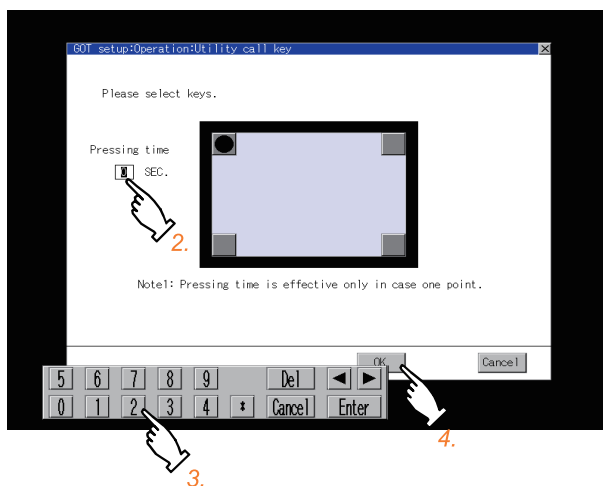 GOT setup:Operation:Utility call key
Please select keys.
Pressing time
0 SEC.
2.
Note1: Pressing time is effective only in case one point.
OK Cancel
5 6 7 8 9 Del ◀ ▶
0 1 2 3 4 * Cancel Enter
4.
3.